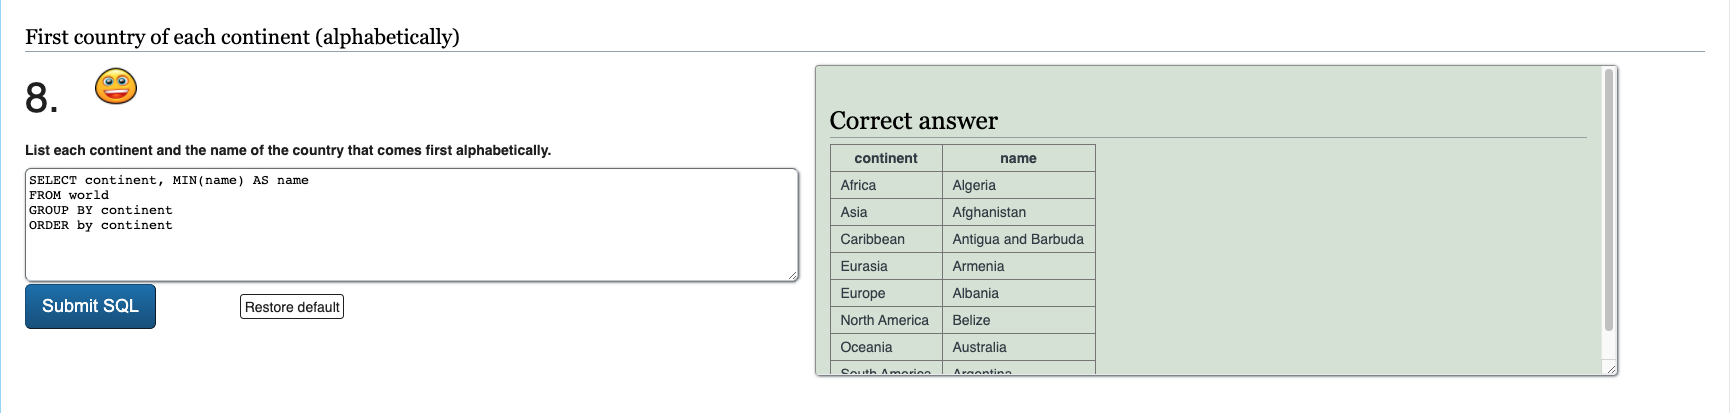 First country of each continent (alphabetically)
8.
List each continent and the name of the country that comes first alphabetically.
SELECT continent, MIN(name) AS name
FROM world
GROUP BY continent
ORDER by continent
Submit SQL
Restore default
Correct answer
continent name
Africa Algeria
Asia Afghanistan
Caribbean Antigua and Barbuda
Eurasia Armenia
Europe Albania
North America Belize
Oceania Australia
South America Argentina